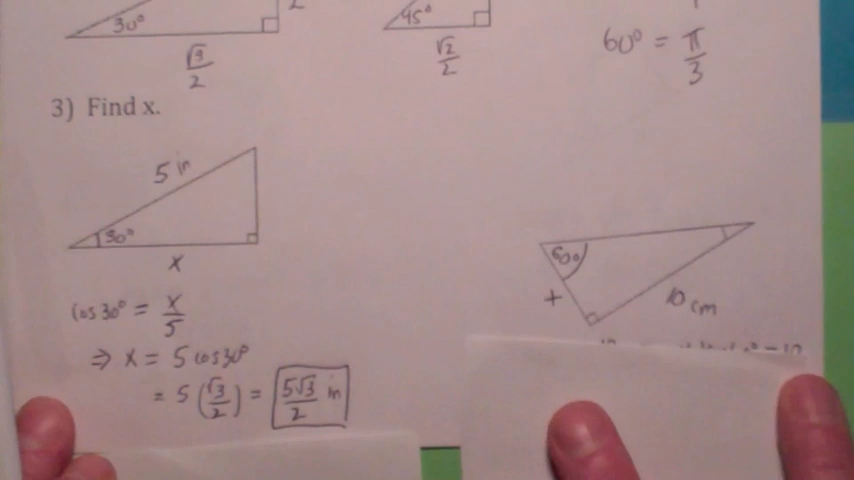 30°
√3/2
45°
√2/2
60° = π/3
3) Find x.
5 in
30°
x
60°
x
10 cm
cos 30° = x/5
⇒ x = 5 cos 30°
= 5 (√3/2) = 5√3/2 in